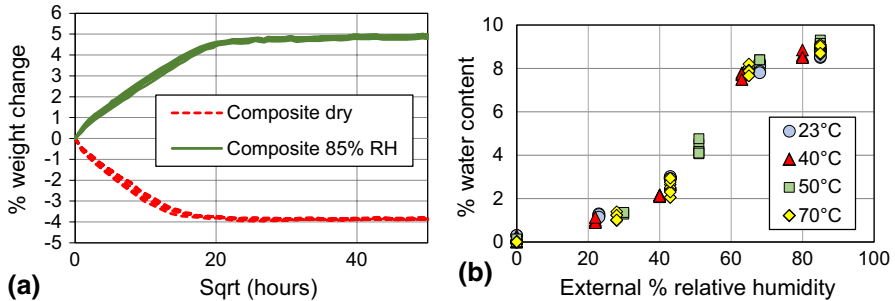 6
5
4
3
2
1
0
-1
-2
-3
-4
-5
% weight change
Composite dry
Composite 85% RH
0
20
40
Sqrt (hours)
(a)
10
8
6
4
2
0
% water content
23°C
40°C
50°C
70°C
0
20
40
60
80
100
External % relative humidity
(b)